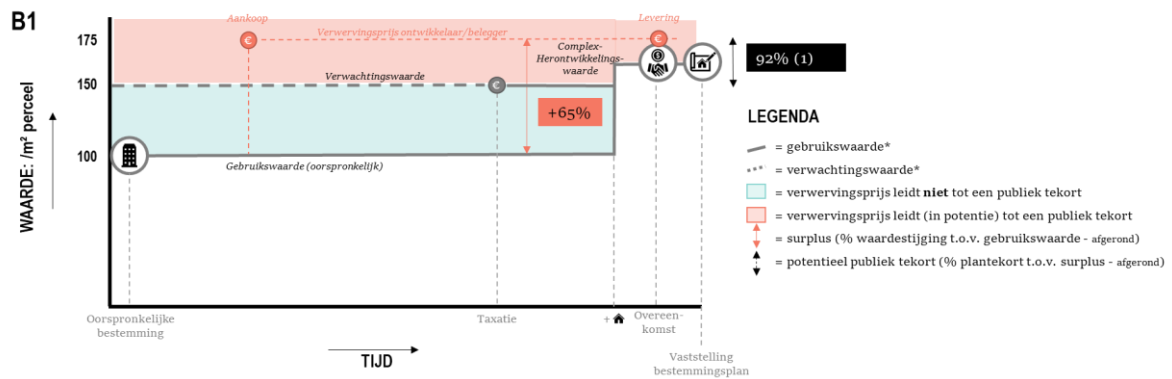 B1
Aankoop
Levering
175
Verwervingsprijs ontwikkelaar/belegger
€
€
Complex-
Herontwikkelings-
waarde
92% (1)
Verwachtingswaarde
150
€
+65%
LEGENDA
WAARDE: /m² perceel
100
Gebruikswaarde (oorspronkelijk)
= gebruikswaarde*
= verwachtingswaarde*
= verwervingsprijs leidt niet tot een publiek tekort
= verwervingsprijs leidt (in potentie) tot een publiek tekort
= surplus (% waardestijging t.o.v. gebruikswaarde - afgerond)
= potentieel publiek tekort (% plantekort t.o.v. surplus - afgerond)
Oorspronkelijke
bestemming
Taxatie
+
Overeen-
komst
TIJD
Vaststelling
bestemmingsplan